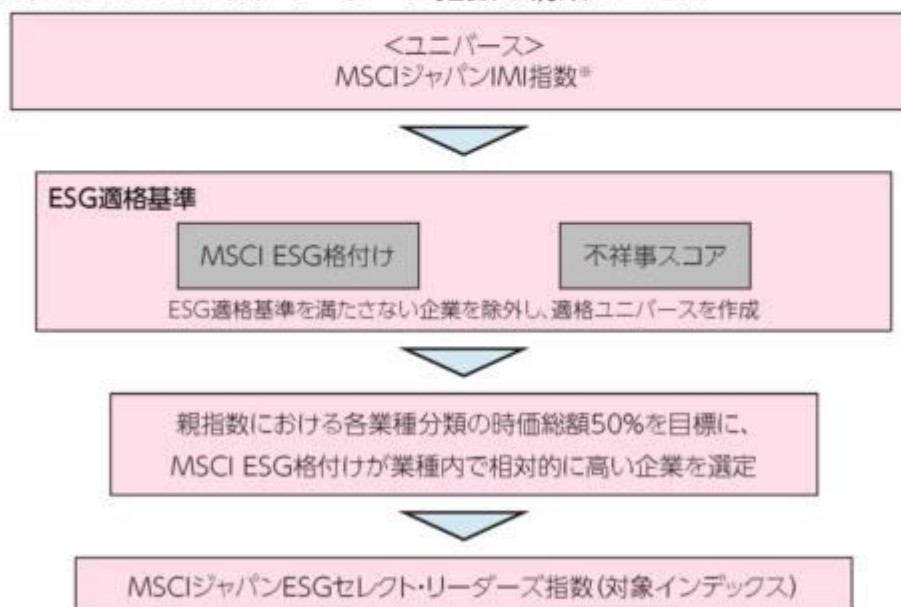 <ユニバース>
MSCIジャパンIMI指数※
ESG適格基準
MSCI ESG格付け
不祥事スコア
ESG適格基準を満たさない企業を除外し、適格ユニバースを作成
親指数における各業種分類の時価総額50%を目標に、
MSCI ESG格付けが業種内で相対的に高い企業を選定
MSCIジャパンESGセレクト・リーダーズ指数(対象インデックス)